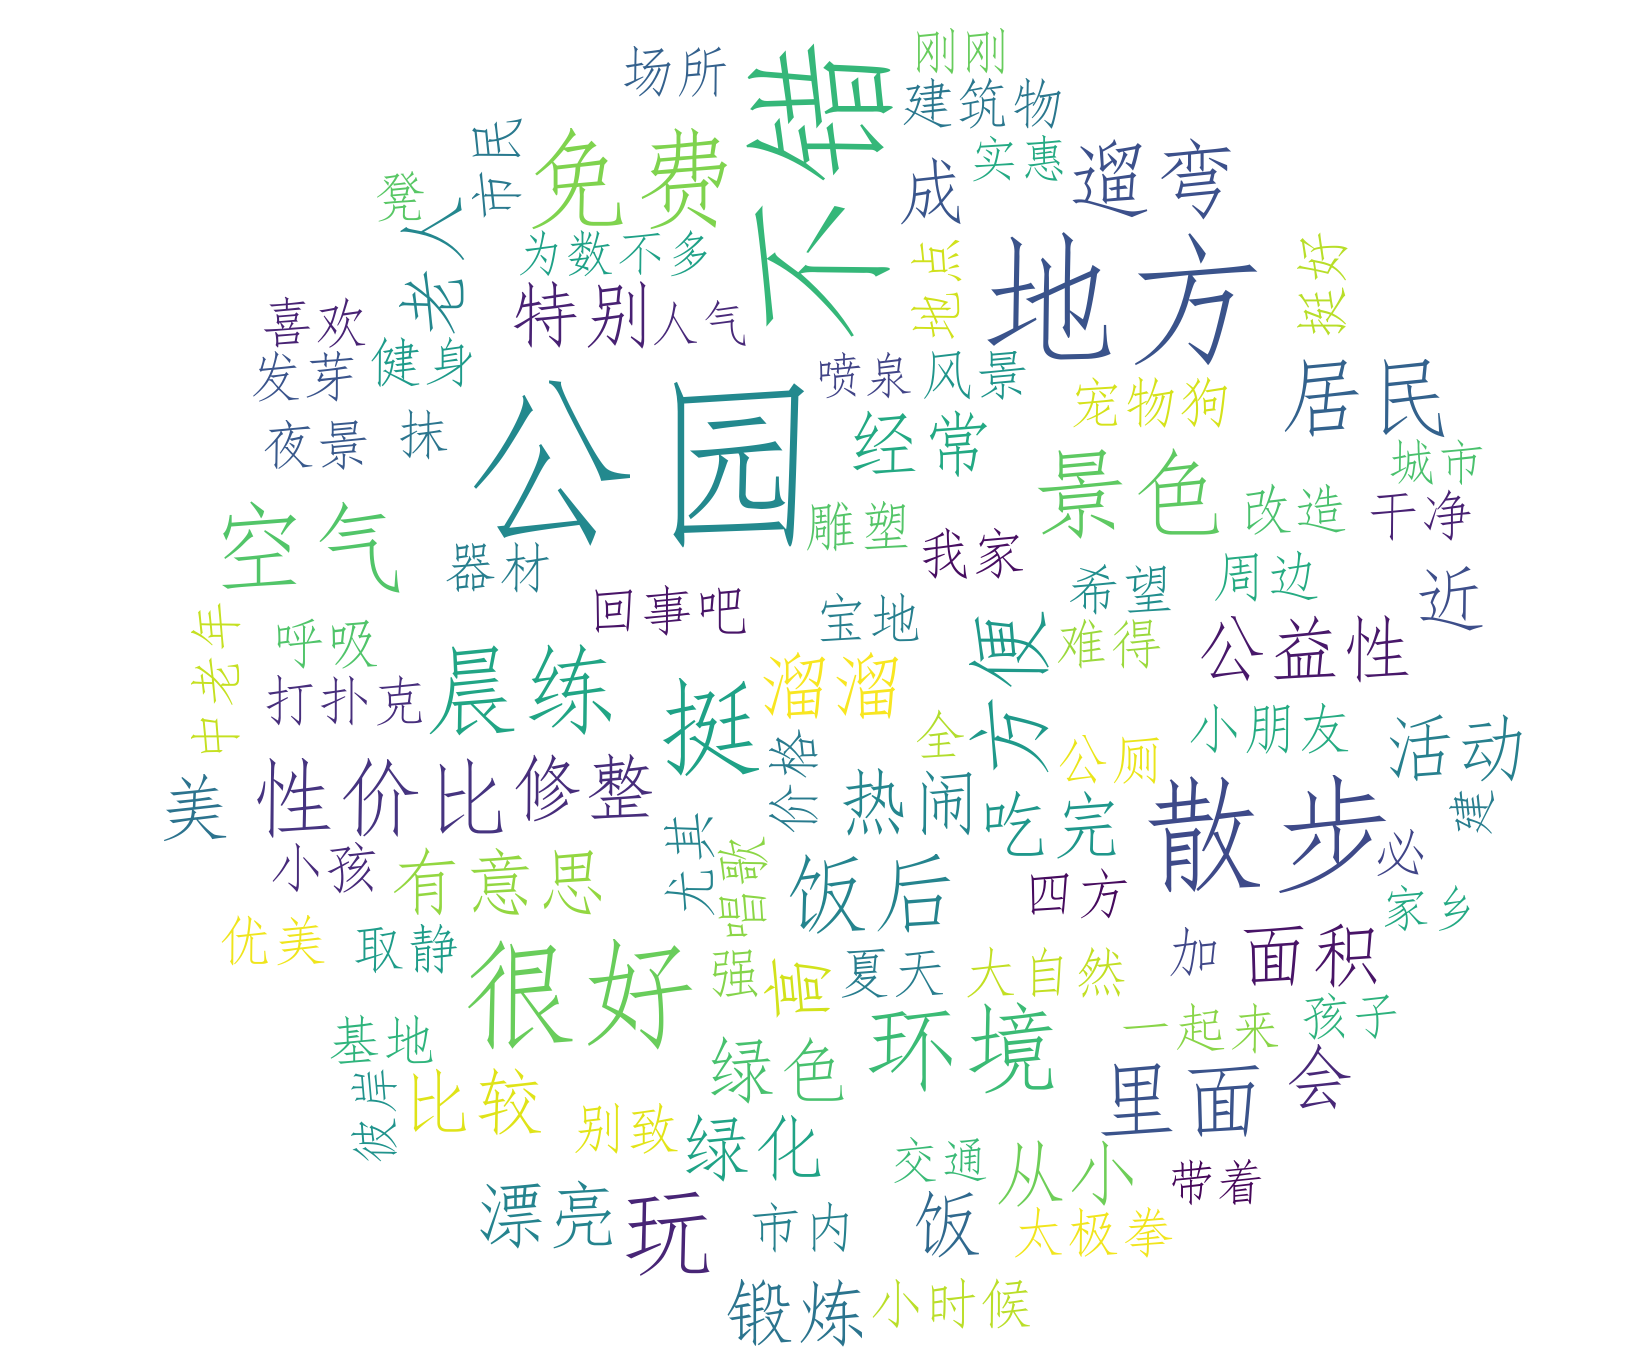 场所
不错
刚刚
建筑物
市民
免费
实惠
遛弯
成
凳
老人
为数不多
地点
地方
挺好
喜欢
特别
人气
发芽
健身
喷泉
风景
宠物狗
居民
夜景
抹
公园
经常
景色
城市
空气
雕塑
改造
干净
器材
我家
希望
周边
近
回事吧
宝地
方便
难得
公益性
中老年
呼吸
晨练
挺
溜溜
打扑克
全
公厕
小朋友
活动
美
性价比
修整
价格
热闹
吃完
散步
必
建
小孩
有意思
尤其
唱歌
饭后
四方
家乡
优美
取静
很好
强
高
夏天
大自然
加
面积
基地
绿色
环境
一起来
孩子
彼岸
比较
别致
绿化
里面
会
交通
从小
带着
漂亮
玩
市内
饭
太极拳
锻炼
小时候